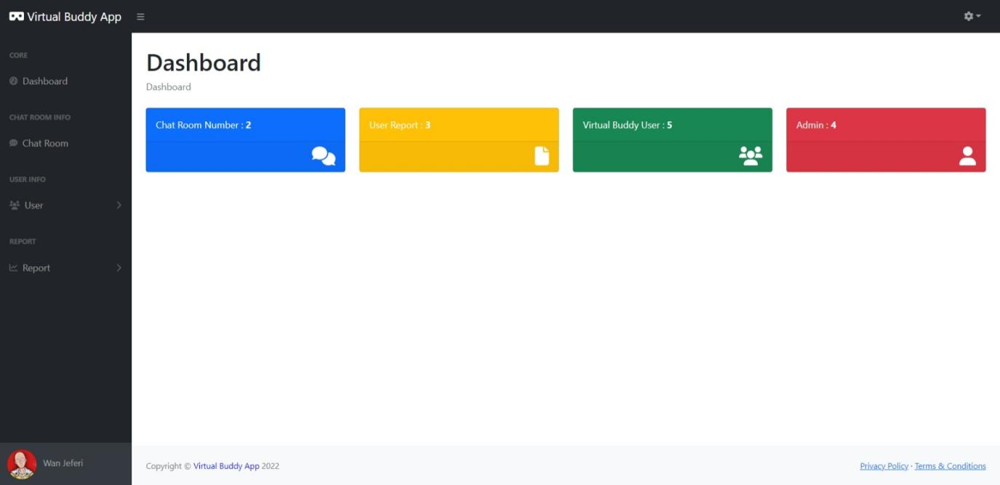 Virtual Buddy App
CORE
Dashboard
CHAT ROOM INFO
Chat Room
USER INFO
User
REPORT
Report
Wan Jeferi
Dashboard
Dashboard
Chat Room Number : 2
User Report : 3
Virtual Buddy User : 5
Admin : 4
Copyright © Virtual Buddy App 2022
Privacy Policy · Terms & Conditions